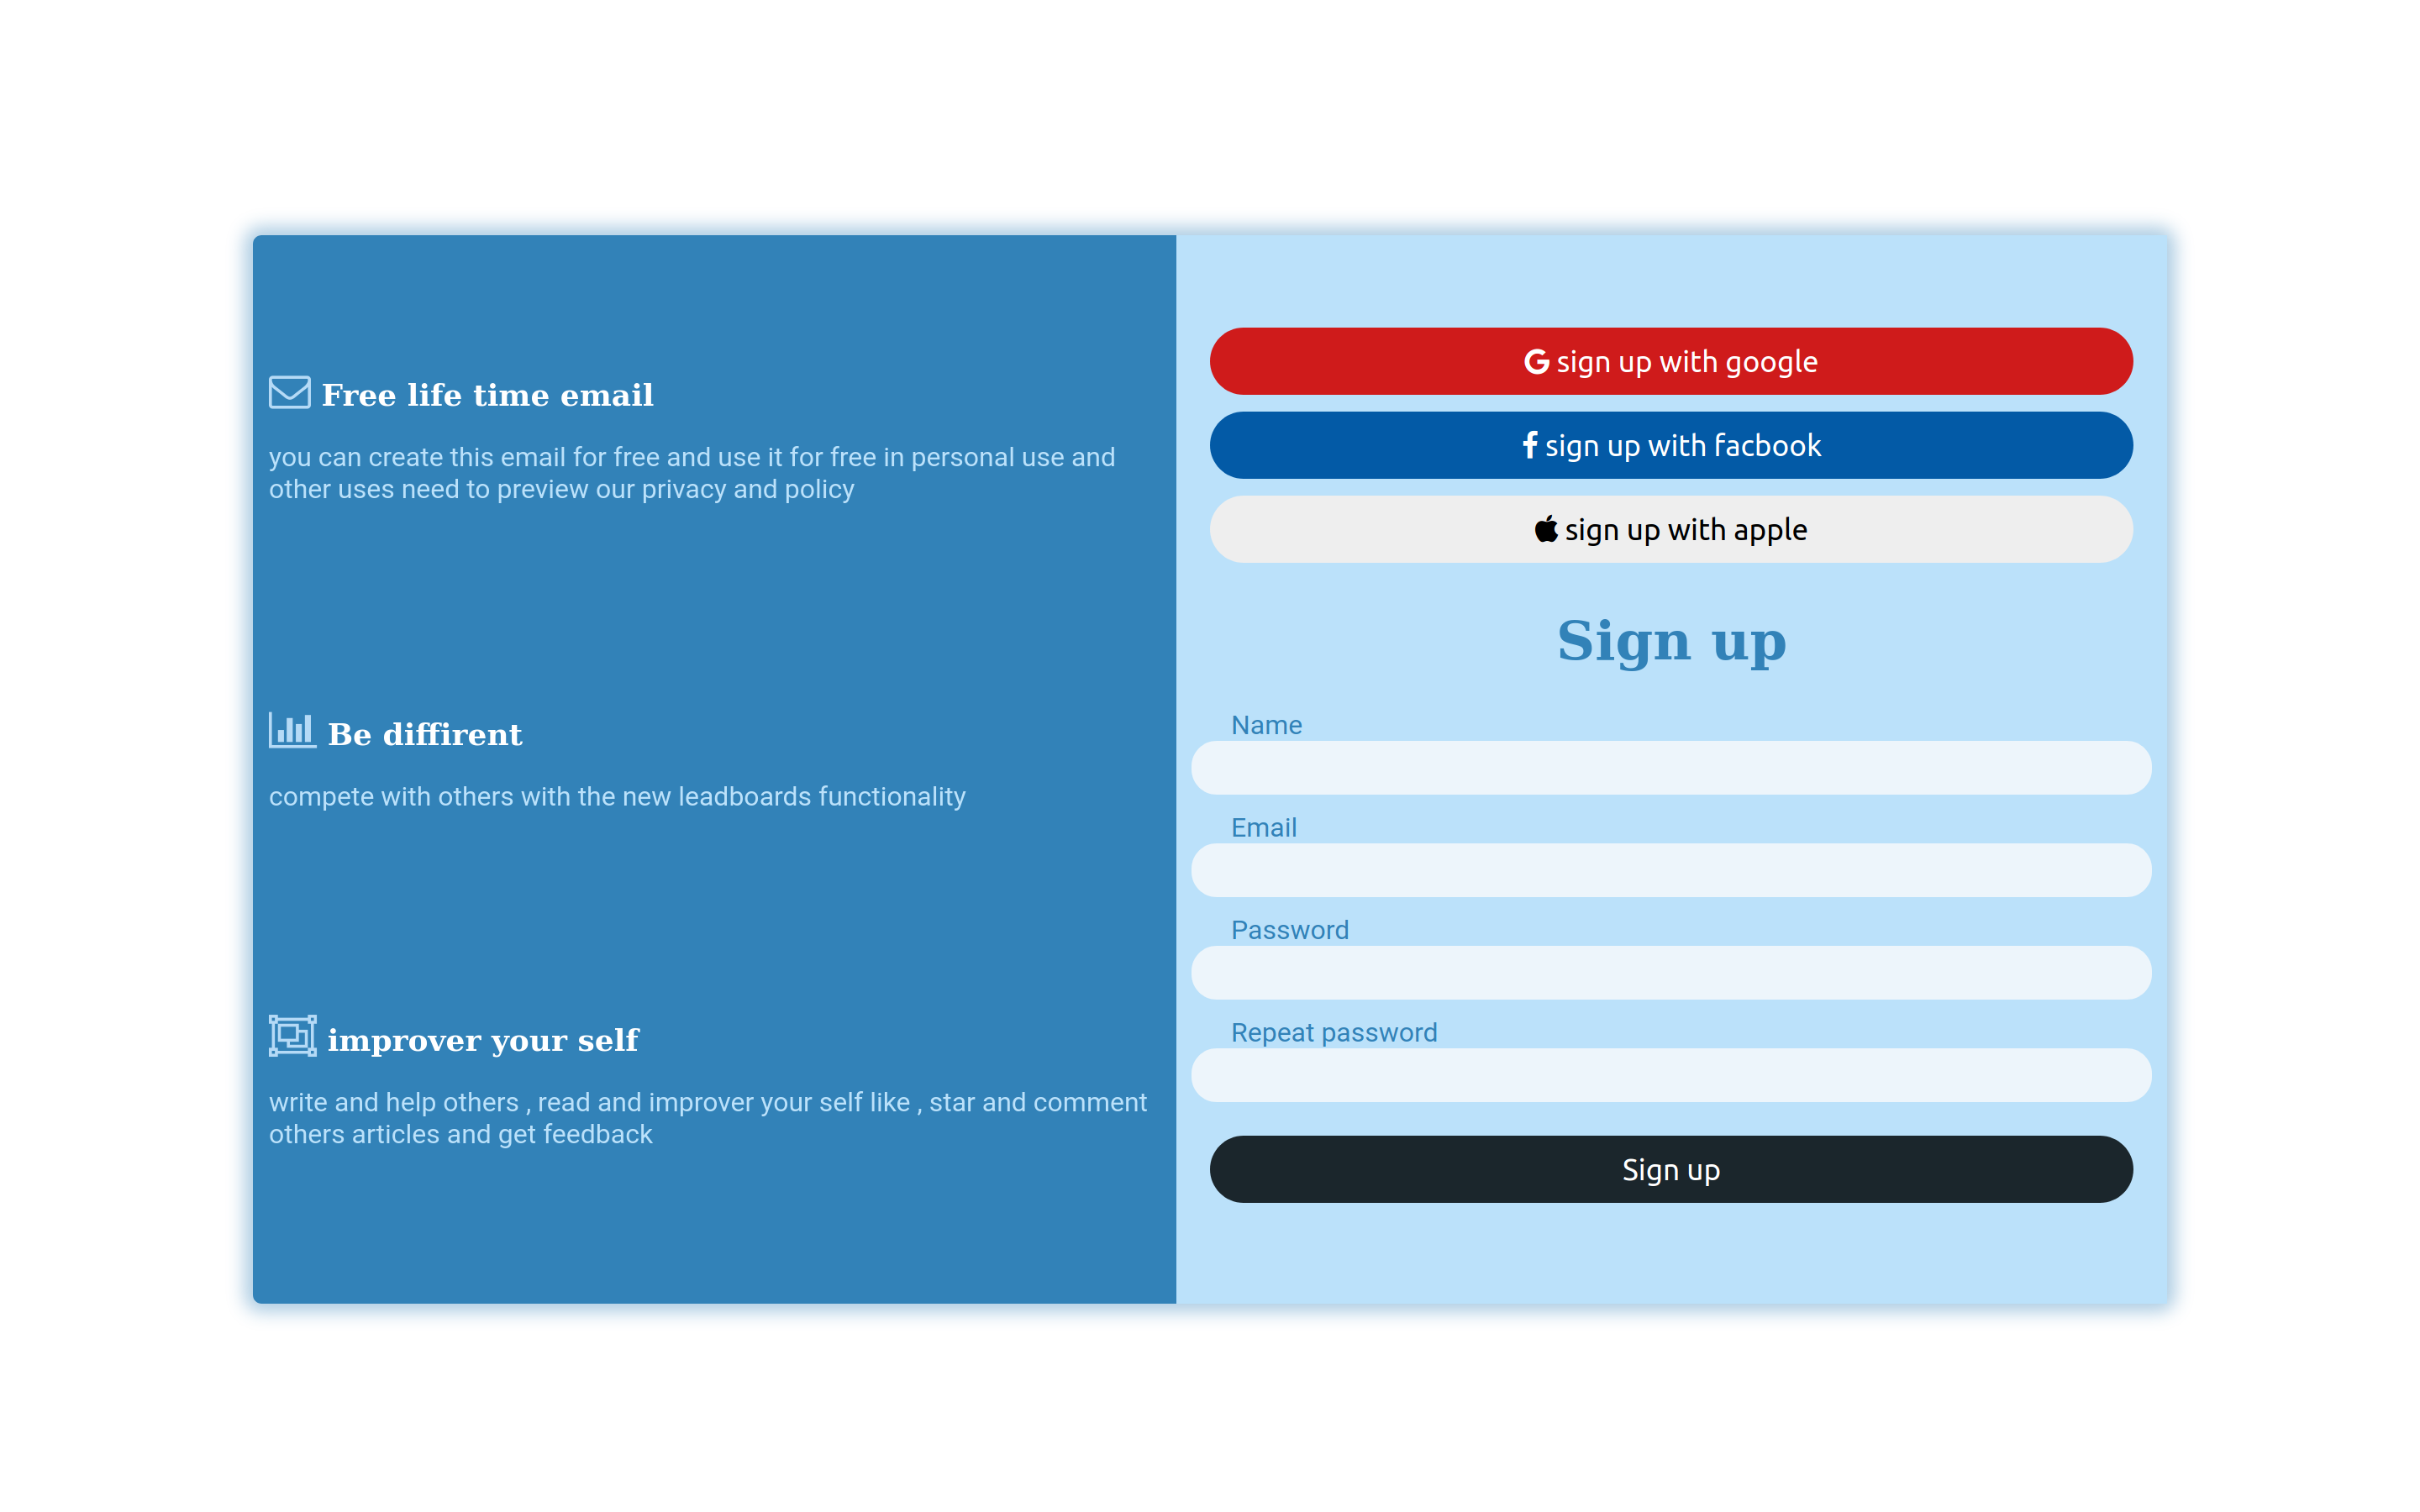 Free life time email
you can create this email for free and use it for free in personal use and
other uses need to preview our privacy and policy
Be diffirent
compete with others with the new leadboards functionality
improver your self
write and help others , read and improver your self like , star and comment
others articles and get feedback
sign up with google
sign up with facbook
sign up with apple
Sign up
Name
Email
Password
Repeat password
Sign up